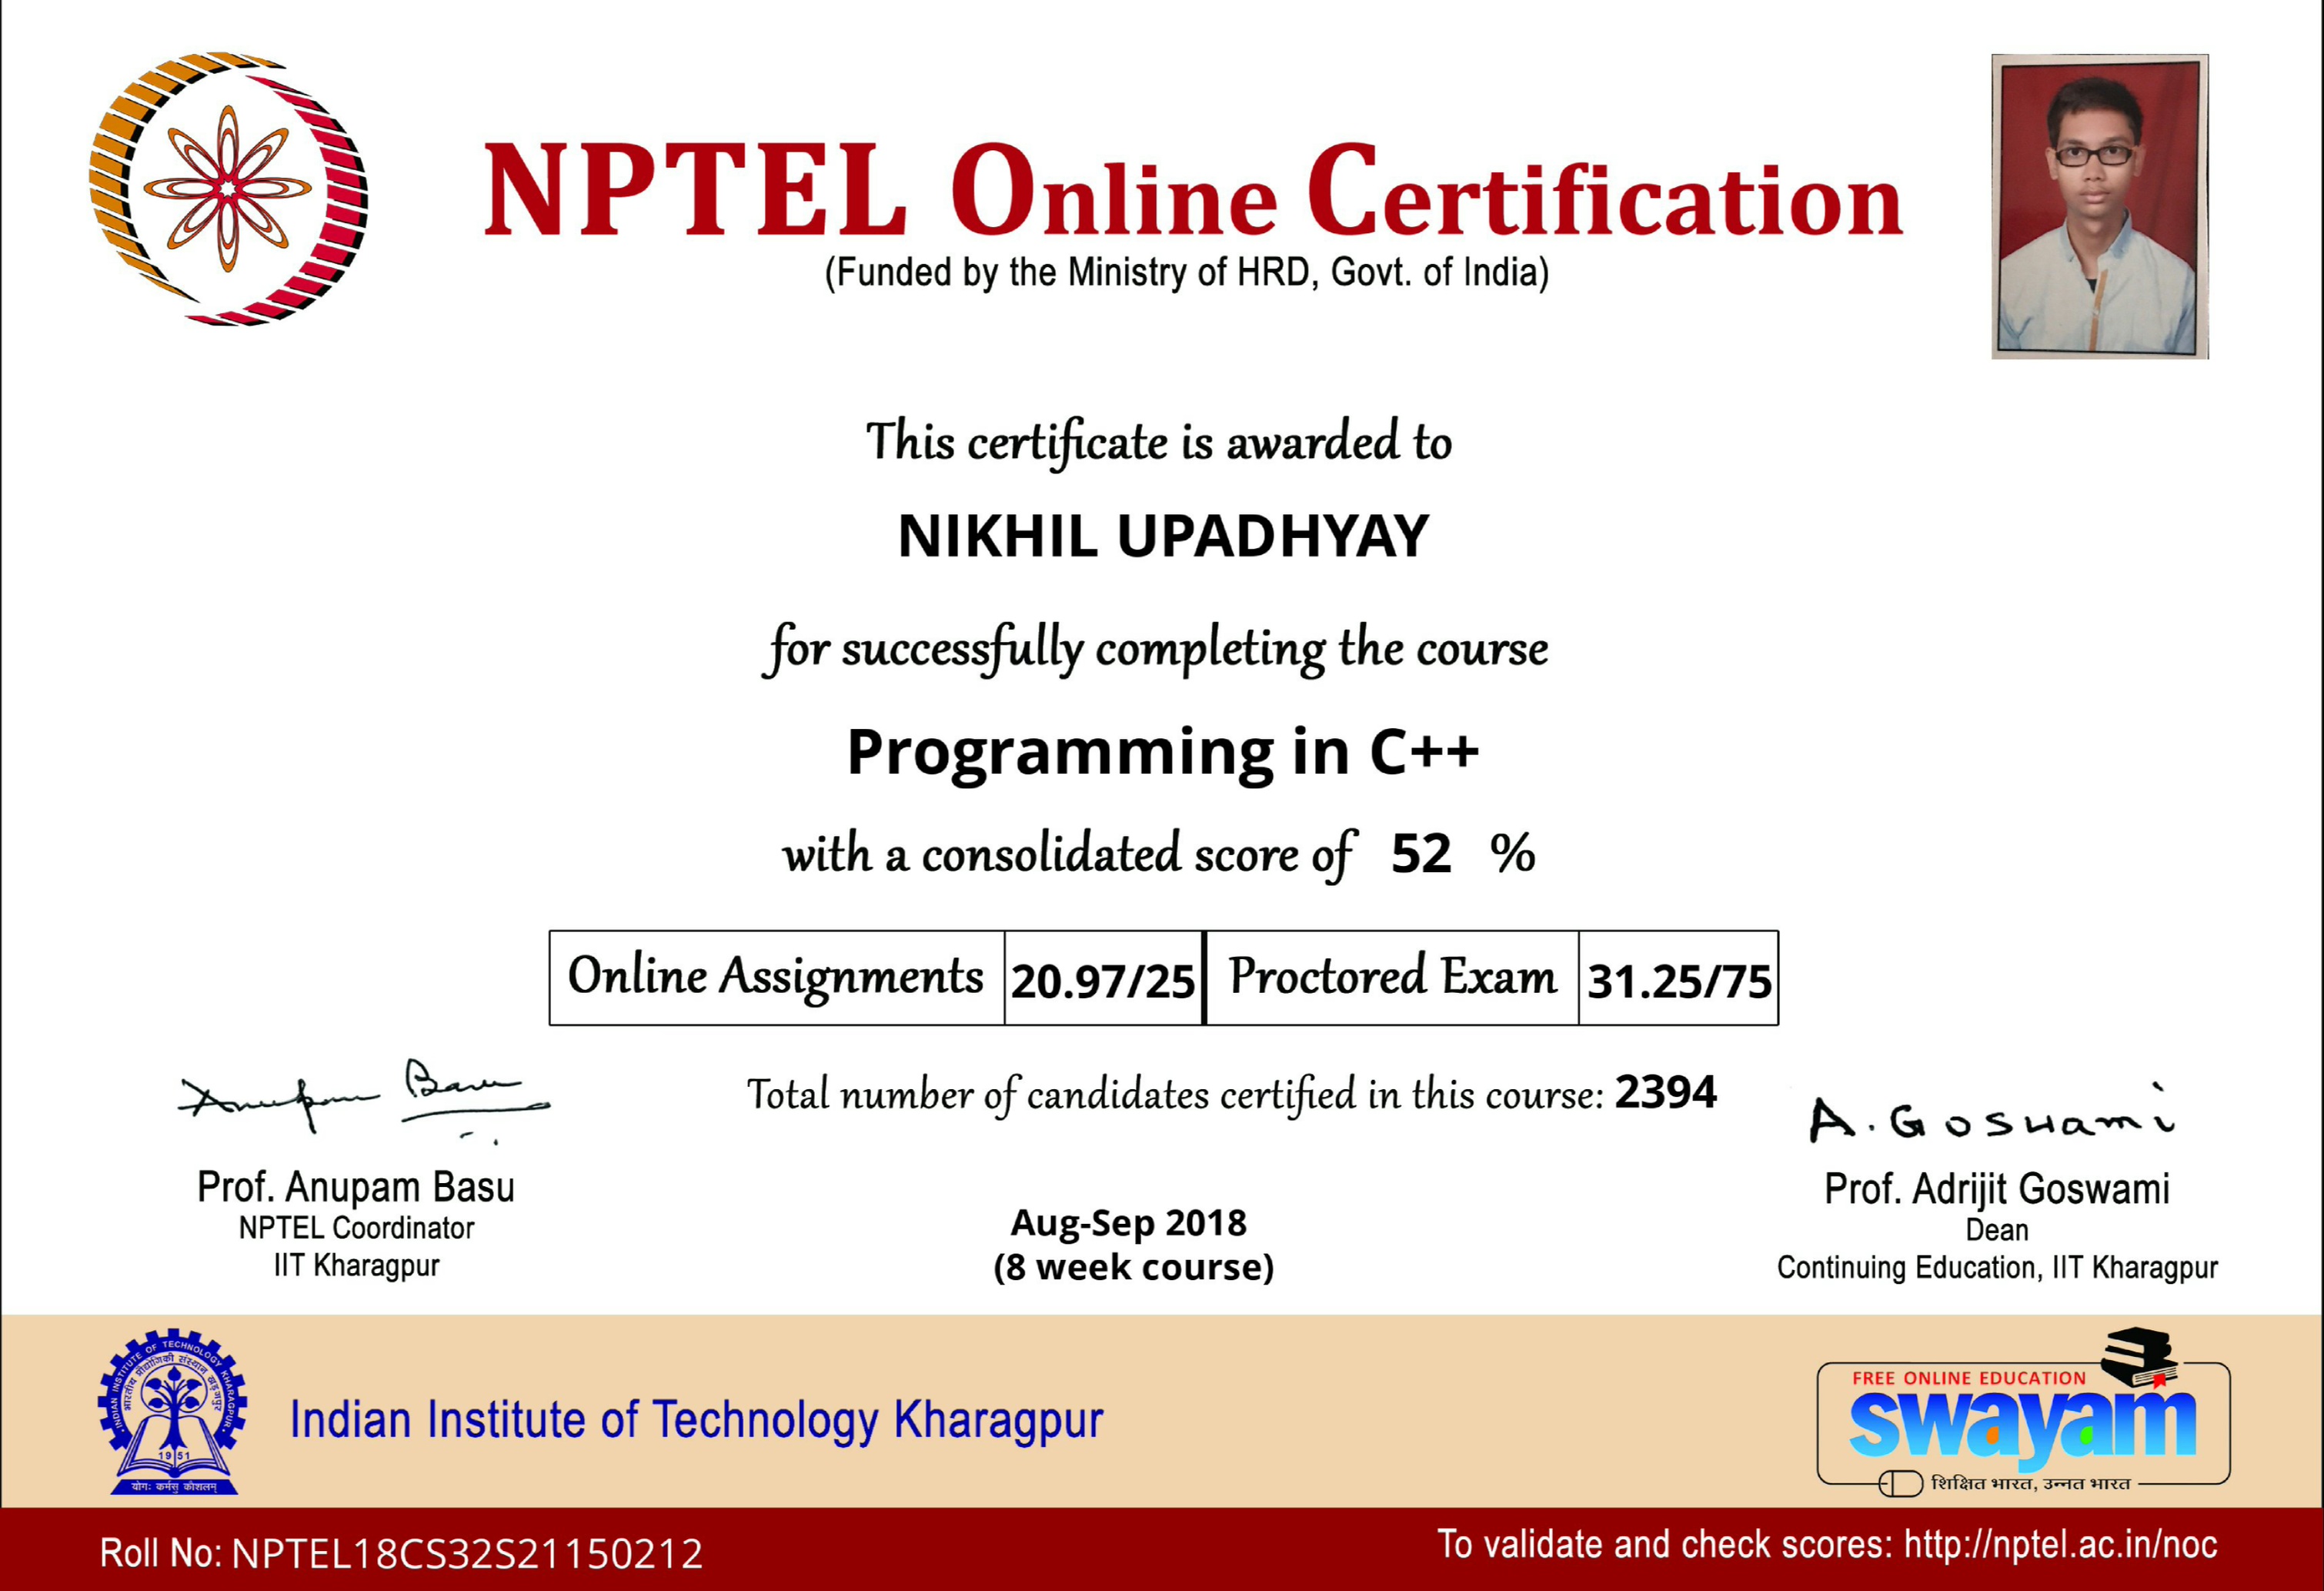 NPTEL Online Certification
(Funded by the Ministry of HRD, Govt. of India)
This certificate is awarded to
NIKHIL UPADHYAY
for successfully completing the course
Programming in C++
with a consolidated score of 52 %
Online Assignments 20.97/25 Proctored Exam 31.25/75
Total number of candidates certified in this course: 2394
Anupam Basu
Prof. Anupam Basu
NPTEL Coordinator
IIT Kharagpur
Aug-Sep 2018
(8 week course)
A. Goswami
Prof. Adrijit Goswami
Dean
Continuing Education, IIT Kharagpur
INDIAN INSTITUTE OF TECHNOLOGY KHARAGPUR
भारतीय प्रौद्योगिकी संस्थान खड़गपुर
1951
योगः कर्मसु कौशलम्
Indian Institute of Technology Kharagpur
FREE ONLINE EDUCATION
swayam
शिक्षित भारत, उन्नत भारत
Roll No: NPTEL18CS32S21150212
To validate and check scores: http://nptel.ac.in/noc